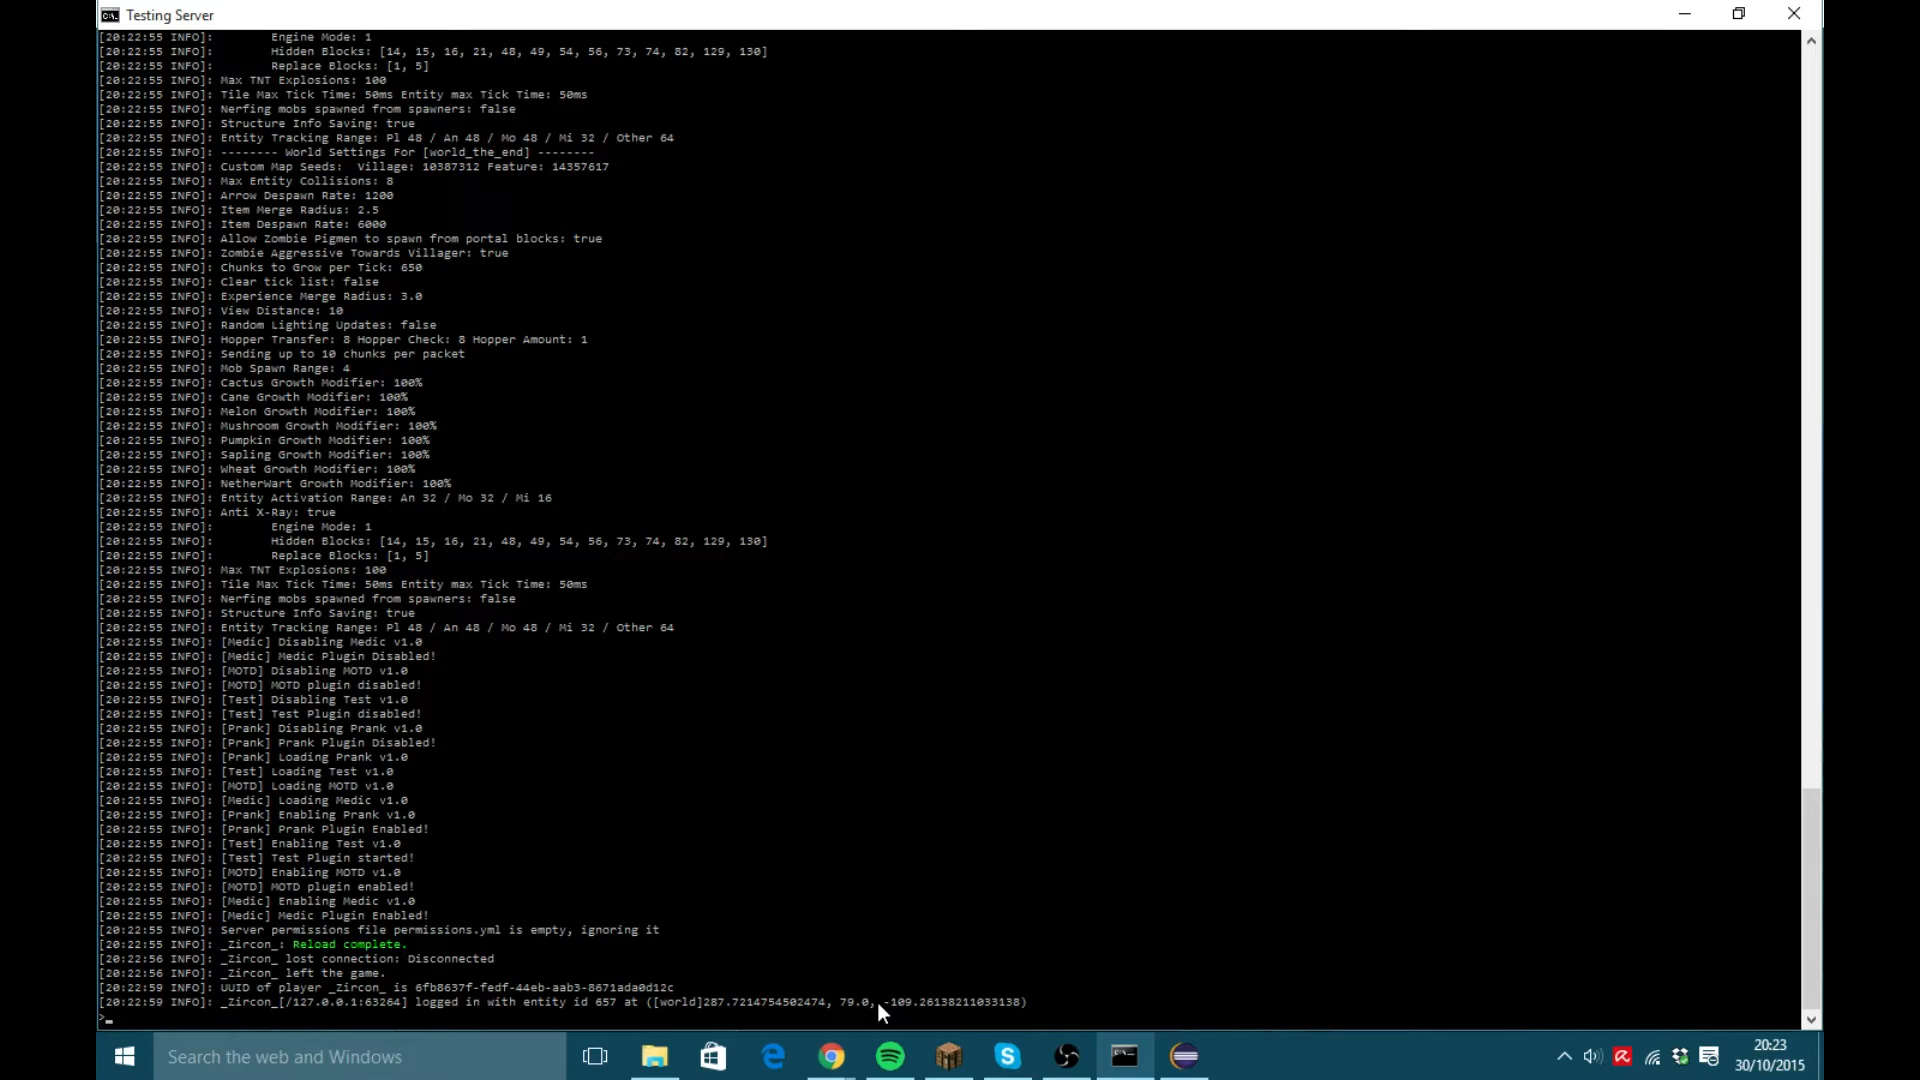 Testing Server
[20:22:55 INFO]: Engine Mode: 1
[20:22:55 INFO]: Hidden Blocks: [14, 15, 16, 21, 48, 49, 54, 56, 73, 74, 82, 129, 130]
[20:22:55 INFO]: Replace Blocks: [1, 5]
[20:22:55 INFO]: Max TNT Explosions: 100
[20:22:55 INFO]: Tile Max Tick Time: 50ms Entity max Tick Time: 50ms
[20:22:55 INFO]: Nerfing mobs spawned from spawners: false
[20:22:55 INFO]: Structure Info Saving: true
[20:22:55 INFO]: Entity Tracking Range: Pl 48 / An 48 / Mo 48 / Mi 32 / Other 64
[20:22:55 INFO]: -------- World Settings For [world_the_end] --------
[20:22:55 INFO]: Custom Map Seeds:  Village: 10387312 Feature: 14357617
[20:22:55 INFO]: Max Entity Collisions: 8
[20:22:55 INFO]: Arrow Despawn Rate: 1200
[20:22:55 INFO]: Item Merge Radius: 2.5
[20:22:55 INFO]: Item Despawn Rate: 6000
[20:22:55 INFO]: Allow Zombie Pigmen to spawn from portal blocks: true
[20:22:55 INFO]: Zombie Aggressive Towards Villager: true
[20:22:55 INFO]: Chunks to Grow per Tick: 650
[20:22:55 INFO]: Clear tick list: false
[20:22:55 INFO]: Experience Merge Radius: 3.0
[20:22:55 INFO]: View Distance: 10
[20:22:55 INFO]: Random Lighting Updates: false
[20:22:55 INFO]: Hopper Transfer: 8 Hopper Check: 8 Hopper Amount: 1
[20:22:55 INFO]: Sending up to 10 chunks per packet
[20:22:55 INFO]: Mob Spawn Range: 4
[20:22:55 INFO]: Cactus Growth Modifier: 100%
[20:22:55 INFO]: Cane Growth Modifier: 100%
[20:22:55 INFO]: Melon Growth Modifier: 100%
[20:22:55 INFO]: Mushroom Growth Modifier: 100%
[20:22:55 INFO]: Pumpkin Growth Modifier: 100%
[20:22:55 INFO]: Sapling Growth Modifier: 100%
[20:22:55 INFO]: Wheat Growth Modifier: 100%
[20:22:55 INFO]: NetherWart Growth Modifier: 100%
[20:22:55 INFO]: Entity Activation Range: An 32 / Mo 32 / Mi 16
[20:22:55 INFO]: Anti X-Ray: true
[20:22:55 INFO]: Engine Mode: 1
[20:22:55 INFO]: Hidden Blocks: [14, 15, 16, 21, 48, 49, 54, 56, 73, 74, 82, 129, 130]
[20:22:55 INFO]: Replace Blocks: [1, 5]
[20:22:55 INFO]: Max TNT Explosions: 100
[20:22:55 INFO]: Tile Max Tick Time: 50ms Entity max Tick Time: 50ms
[20:22:55 INFO]: Nerfing mobs spawned from spawners: false
[20:22:55 INFO]: Structure Info Saving: true
[20:22:55 INFO]: Entity Tracking Range: Pl 48 / An 48 / Mo 48 / Mi 32 / Other 64
[20:22:55 INFO]: [Medic] Disabling Medic v1.0
[20:22:55 INFO]: [Medic] Medic Plugin Disabled!
[20:22:55 INFO]: [MOTD] Disabling MOTD v1.0
[20:22:55 INFO]: [MOTD] MOTD plugin disabled!
[20:22:55 INFO]: [Test] Disabling Test v1.0
[20:22:55 INFO]: [Test] Test Plugin disabled!
[20:22:55 INFO]: [Prank] Disabling Prank v1.0
[20:22:55 INFO]: [Prank] Prank Plugin Disabled!
[20:22:55 INFO]: [Prank] Loading Prank v1.0
[20:22:55 INFO]: [Test] Loading Test v1.0
[20:22:55 INFO]: [MOTD] Loading MOTD v1.0
[20:22:55 INFO]: [Medic] Loading Medic v1.0
[20:22:55 INFO]: [Prank] Enabling Prank v1.0
[20:22:55 INFO]: [Prank] Prank Plugin Enabled!
[20:22:55 INFO]: [Test] Enabling Test v1.0
[20:22:55 INFO]: [Test] Test Plugin started!
[20:22:55 INFO]: [MOTD] Enabling MOTD v1.0
[20:22:55 INFO]: [MOTD] MOTD plugin enabled!
[20:22:55 INFO]: [Medic] Enabling Medic v1.0
[20:22:55 INFO]: [Medic] Medic Plugin Enabled!
[20:22:55 INFO]: Server permissions file permissions.yml is empty, ignoring it
[20:22:55 INFO]: _Zircon_: Reload complete.
[20:22:56 INFO]: _Zircon_ lost connection: Disconnected
[20:22:56 INFO]: _Zircon_ left the game.
[20:22:59 INFO]: UUID of player _Zircon_ is 6fb8637f-fedf-44eb-aab3-8671ada0d12c
[20:22:59 INFO]: _Zircon_[/127.0.0.1:63264] logged in with entity id 657 at ([world]287.7214754502474, 79.0, -109.26138211033138)
>_
Search the web and Windows
20:23
30/10/2015